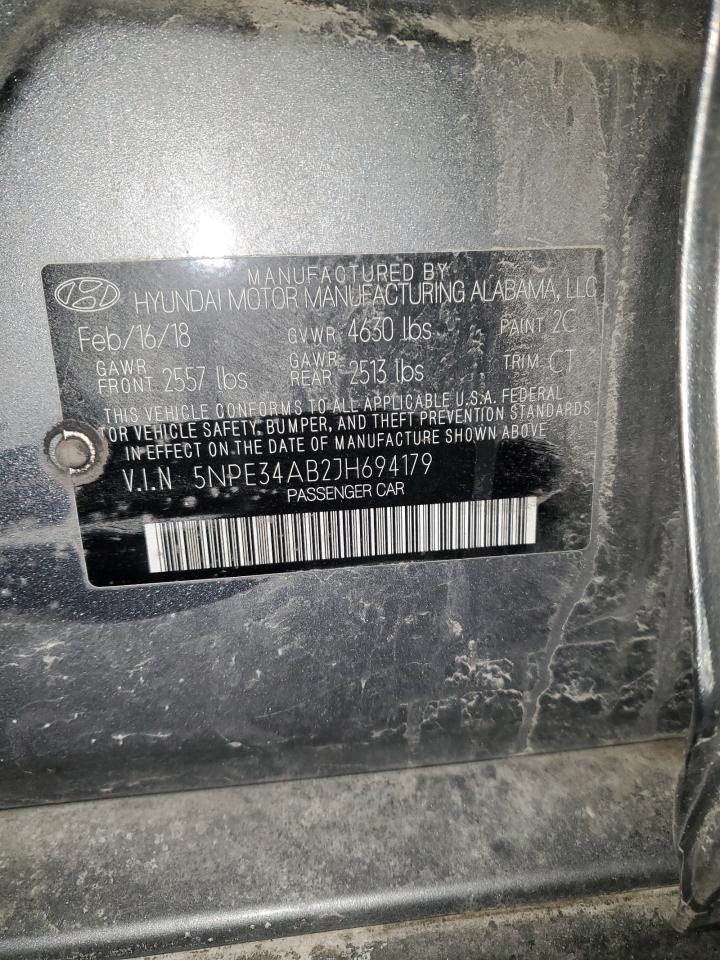 MANUFACTURED BY
HYUNDAI MOTOR MANUFACTURING ALABAMA, LLC
Feb/16/18 GVWR 4630 lbs PAINT 2C
GAWR FRONT 2557 lbs GAWR REAR 2513 lbs TRIM CT
THIS VEHICLE CONFORMS TO ALL APPLICABLE U.S.A. FEDERAL
OR VEHICLE SAFETY, BUMPER, AND THEFT PREVENTION STANDARDS
IN EFFECT ON THE DATE OF MANUFACTURE SHOWN ABOVE
V.I.N 5NPE34AB2JH694179
PASSENGER CAR